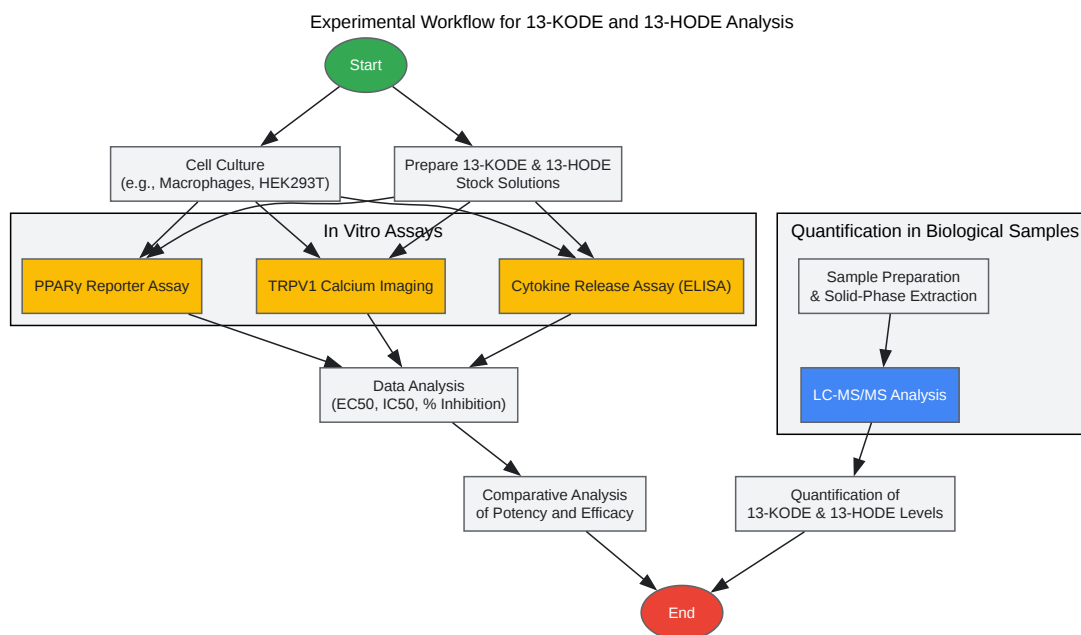 Experimental Workflow for 13-KODE and 13-HODE Analysis
Start
Cell Culture
(e.g., Macrophages, HEK293T)
Prepare 13-KODE & 13-HODE
Stock Solutions
In Vitro Assays
PPARγ Reporter Assay
TRPV1 Calcium Imaging
Cytokine Release Assay (ELISA)
Quantification in Biological Samples
Sample Preparation
& Solid-Phase Extraction
LC-MS/MS Analysis
Data Analysis
(EC50, IC50, % Inhibition)
Comparative Analysis
of Potency and Efficacy
Quantification of
13-KODE & 13-HODE Levels
End